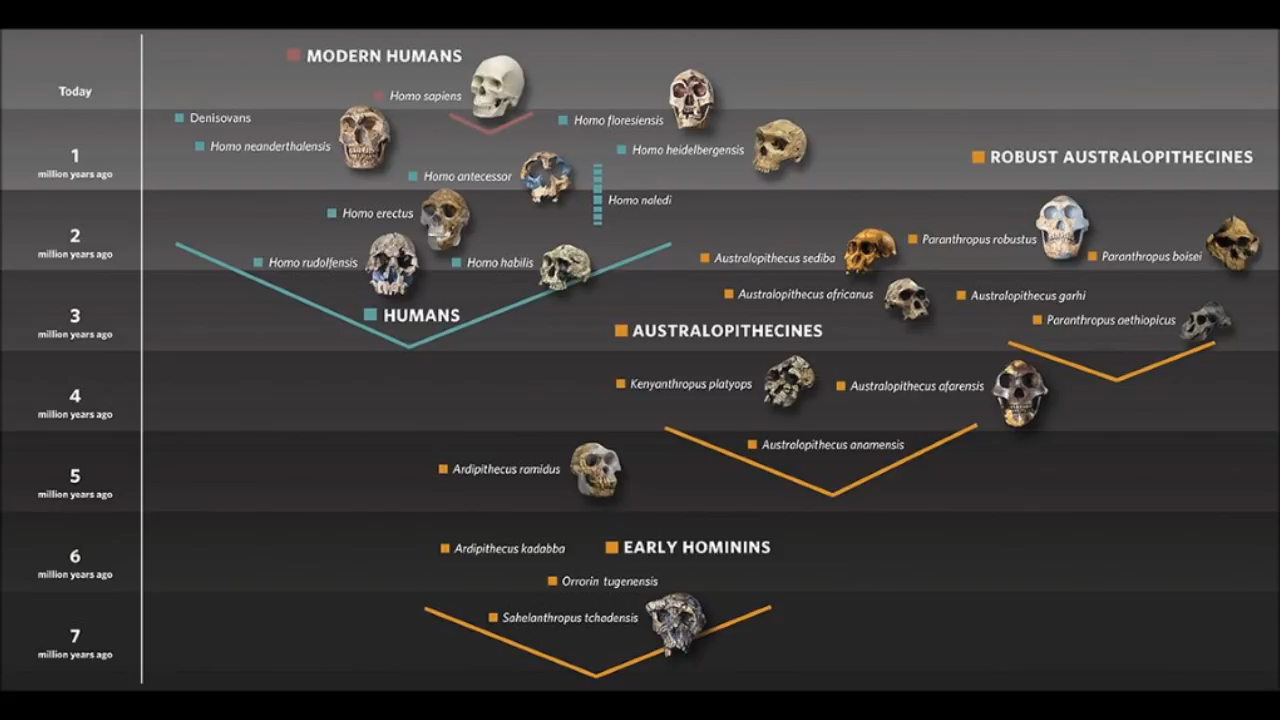 MODERN HUMANS
Today
Homo sapiens
Denisovans
Homo floresiensis
Homo neanderthalensis
Homo heidelbergensis
1
million years ago
ROBUST AUSTRALOPITHECINES
Homo antecessor
Homo naledi
Homo erectus
2
million years ago
Paranthropus robustus
Homo rudolfensis
Homo habilis
Australopithecus sediba
Paranthropus boisei
Australopithecus africanus
Australopithecus garhi
3
million years ago
HUMANS
AUSTRALOPITHECINES
Paranthropus aethiopicus
Kenyanthropus platyops
Australopithecus afarensis
4
million years ago
Australopithecus anamensis
Ardipithecus ramidus
5
million years ago
Ardipithecus kadabba
EARLY HOMININS
6
million years ago
Orrorin tugenensis
Sahelanthropus tchadensis
7
million years ago